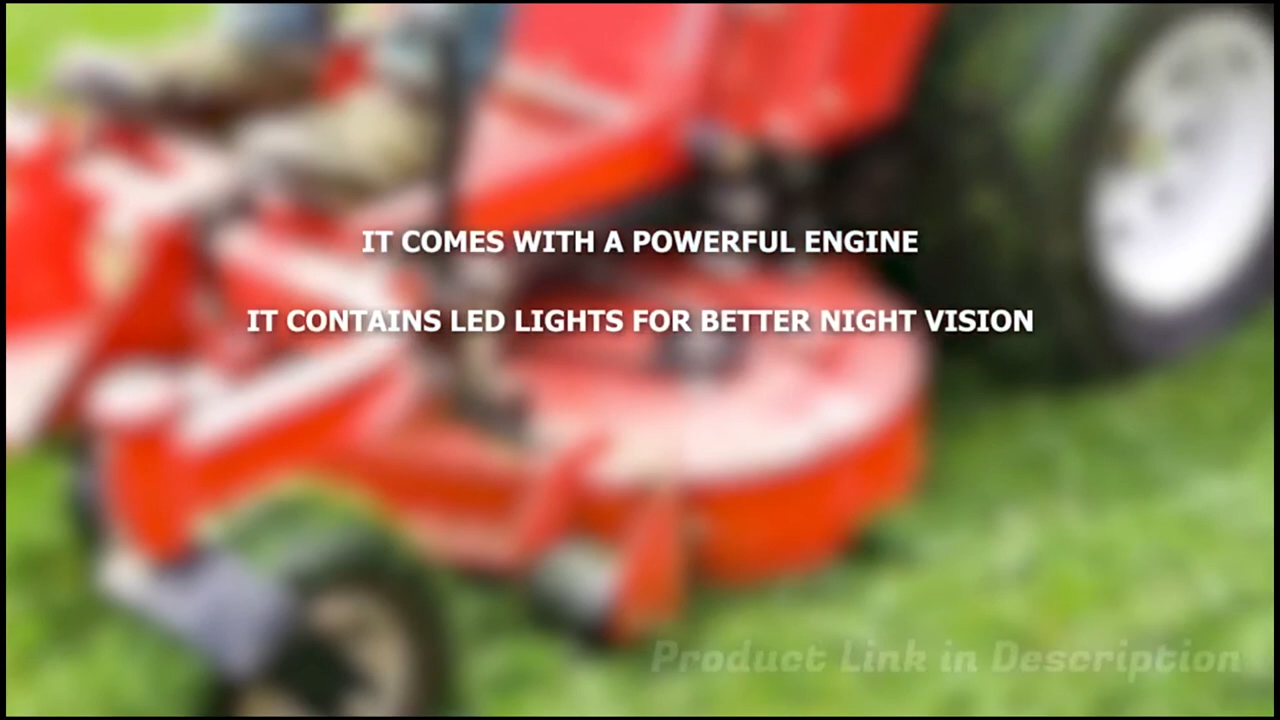 IT COMES WITH A POWERFUL ENGINE
IT CONTAINS LED LIGHTS FOR BETTER NIGHT VISION
Product Link in Description